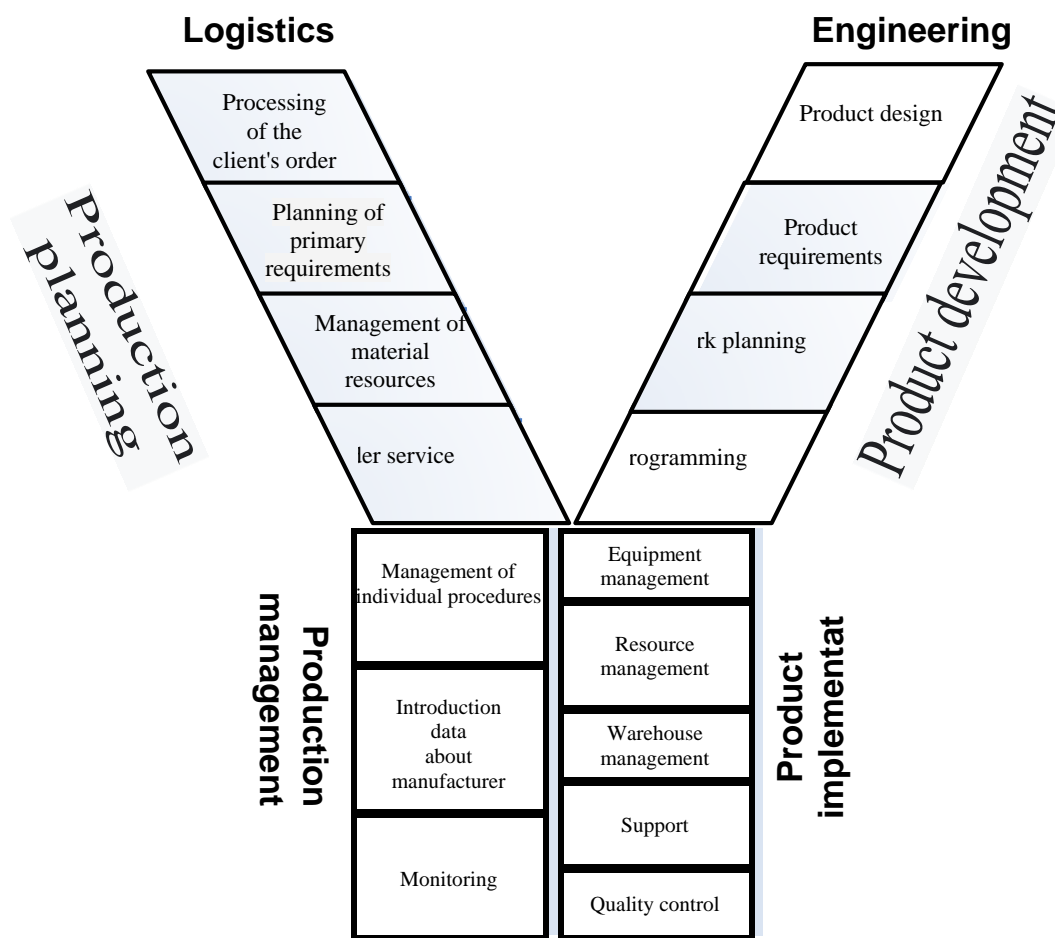 Logistics
Engineering
Processing
of the
client's order
Planning of
primary
requirements
Management of
material
resources
ler service
Production
planning
Product design
Product
requirements
rk planning
rogramming
Product development
Management of
individual procedures
Introduction
data
about
manufacturer
Monitoring
Production
management
Equipment
management
Resource
management
Warehouse
management
Support
Quality control
Product
implementat